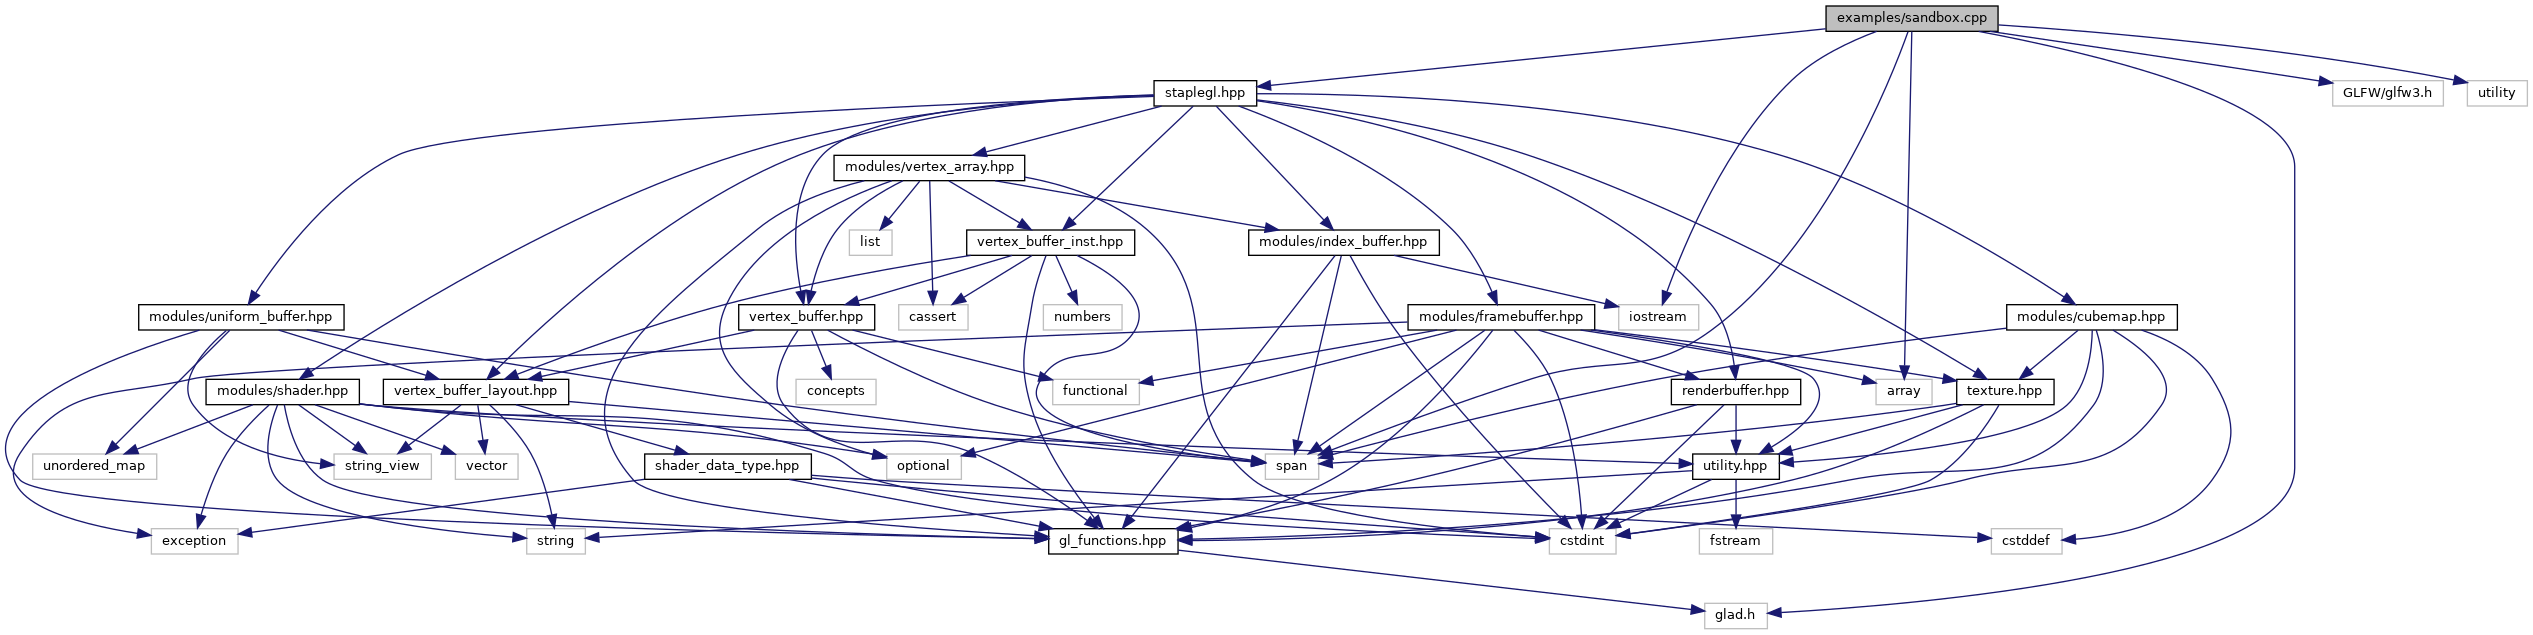 examples/sandbox.cpp
staplegl.hpp
GLFW/glfw3.h
utility
modules/vertex_array.hpp
list
vertex_buffer_inst.hpp
modules/index_buffer.hpp
modules/uniform_buffer.hpp
vertex_buffer.hpp
cassert
numbers
modules/framebuffer.hpp
iostream
modules/cubemap.hpp
modules/shader.hpp
vertex_buffer_layout.hpp
concepts
functional
renderbuffer.hpp
array
texture.hpp
unordered_map
string_view
vector
shader_data_type.hpp
optional
span
utility.hpp
exception
string
gl_functions.hpp
cstdint
fstream
cstddef
glad.h